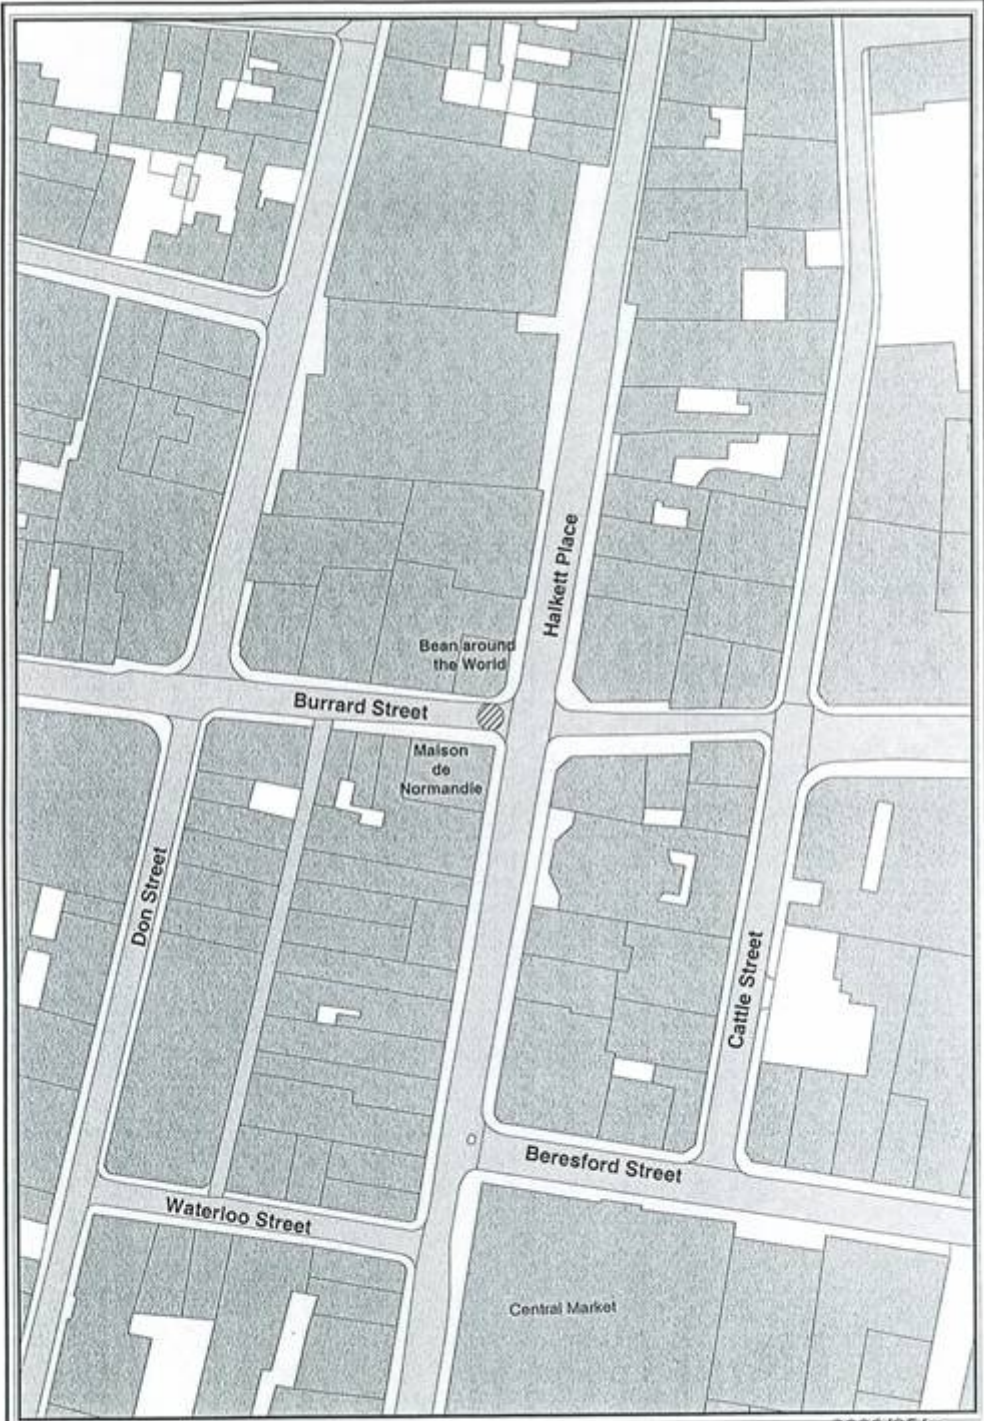 Halkett Place
Bean around
the World
Burrard Street
Maison
de
Normandie
Don Street
Cattle Street
Beresford Street
Waterloo Street
Central Market